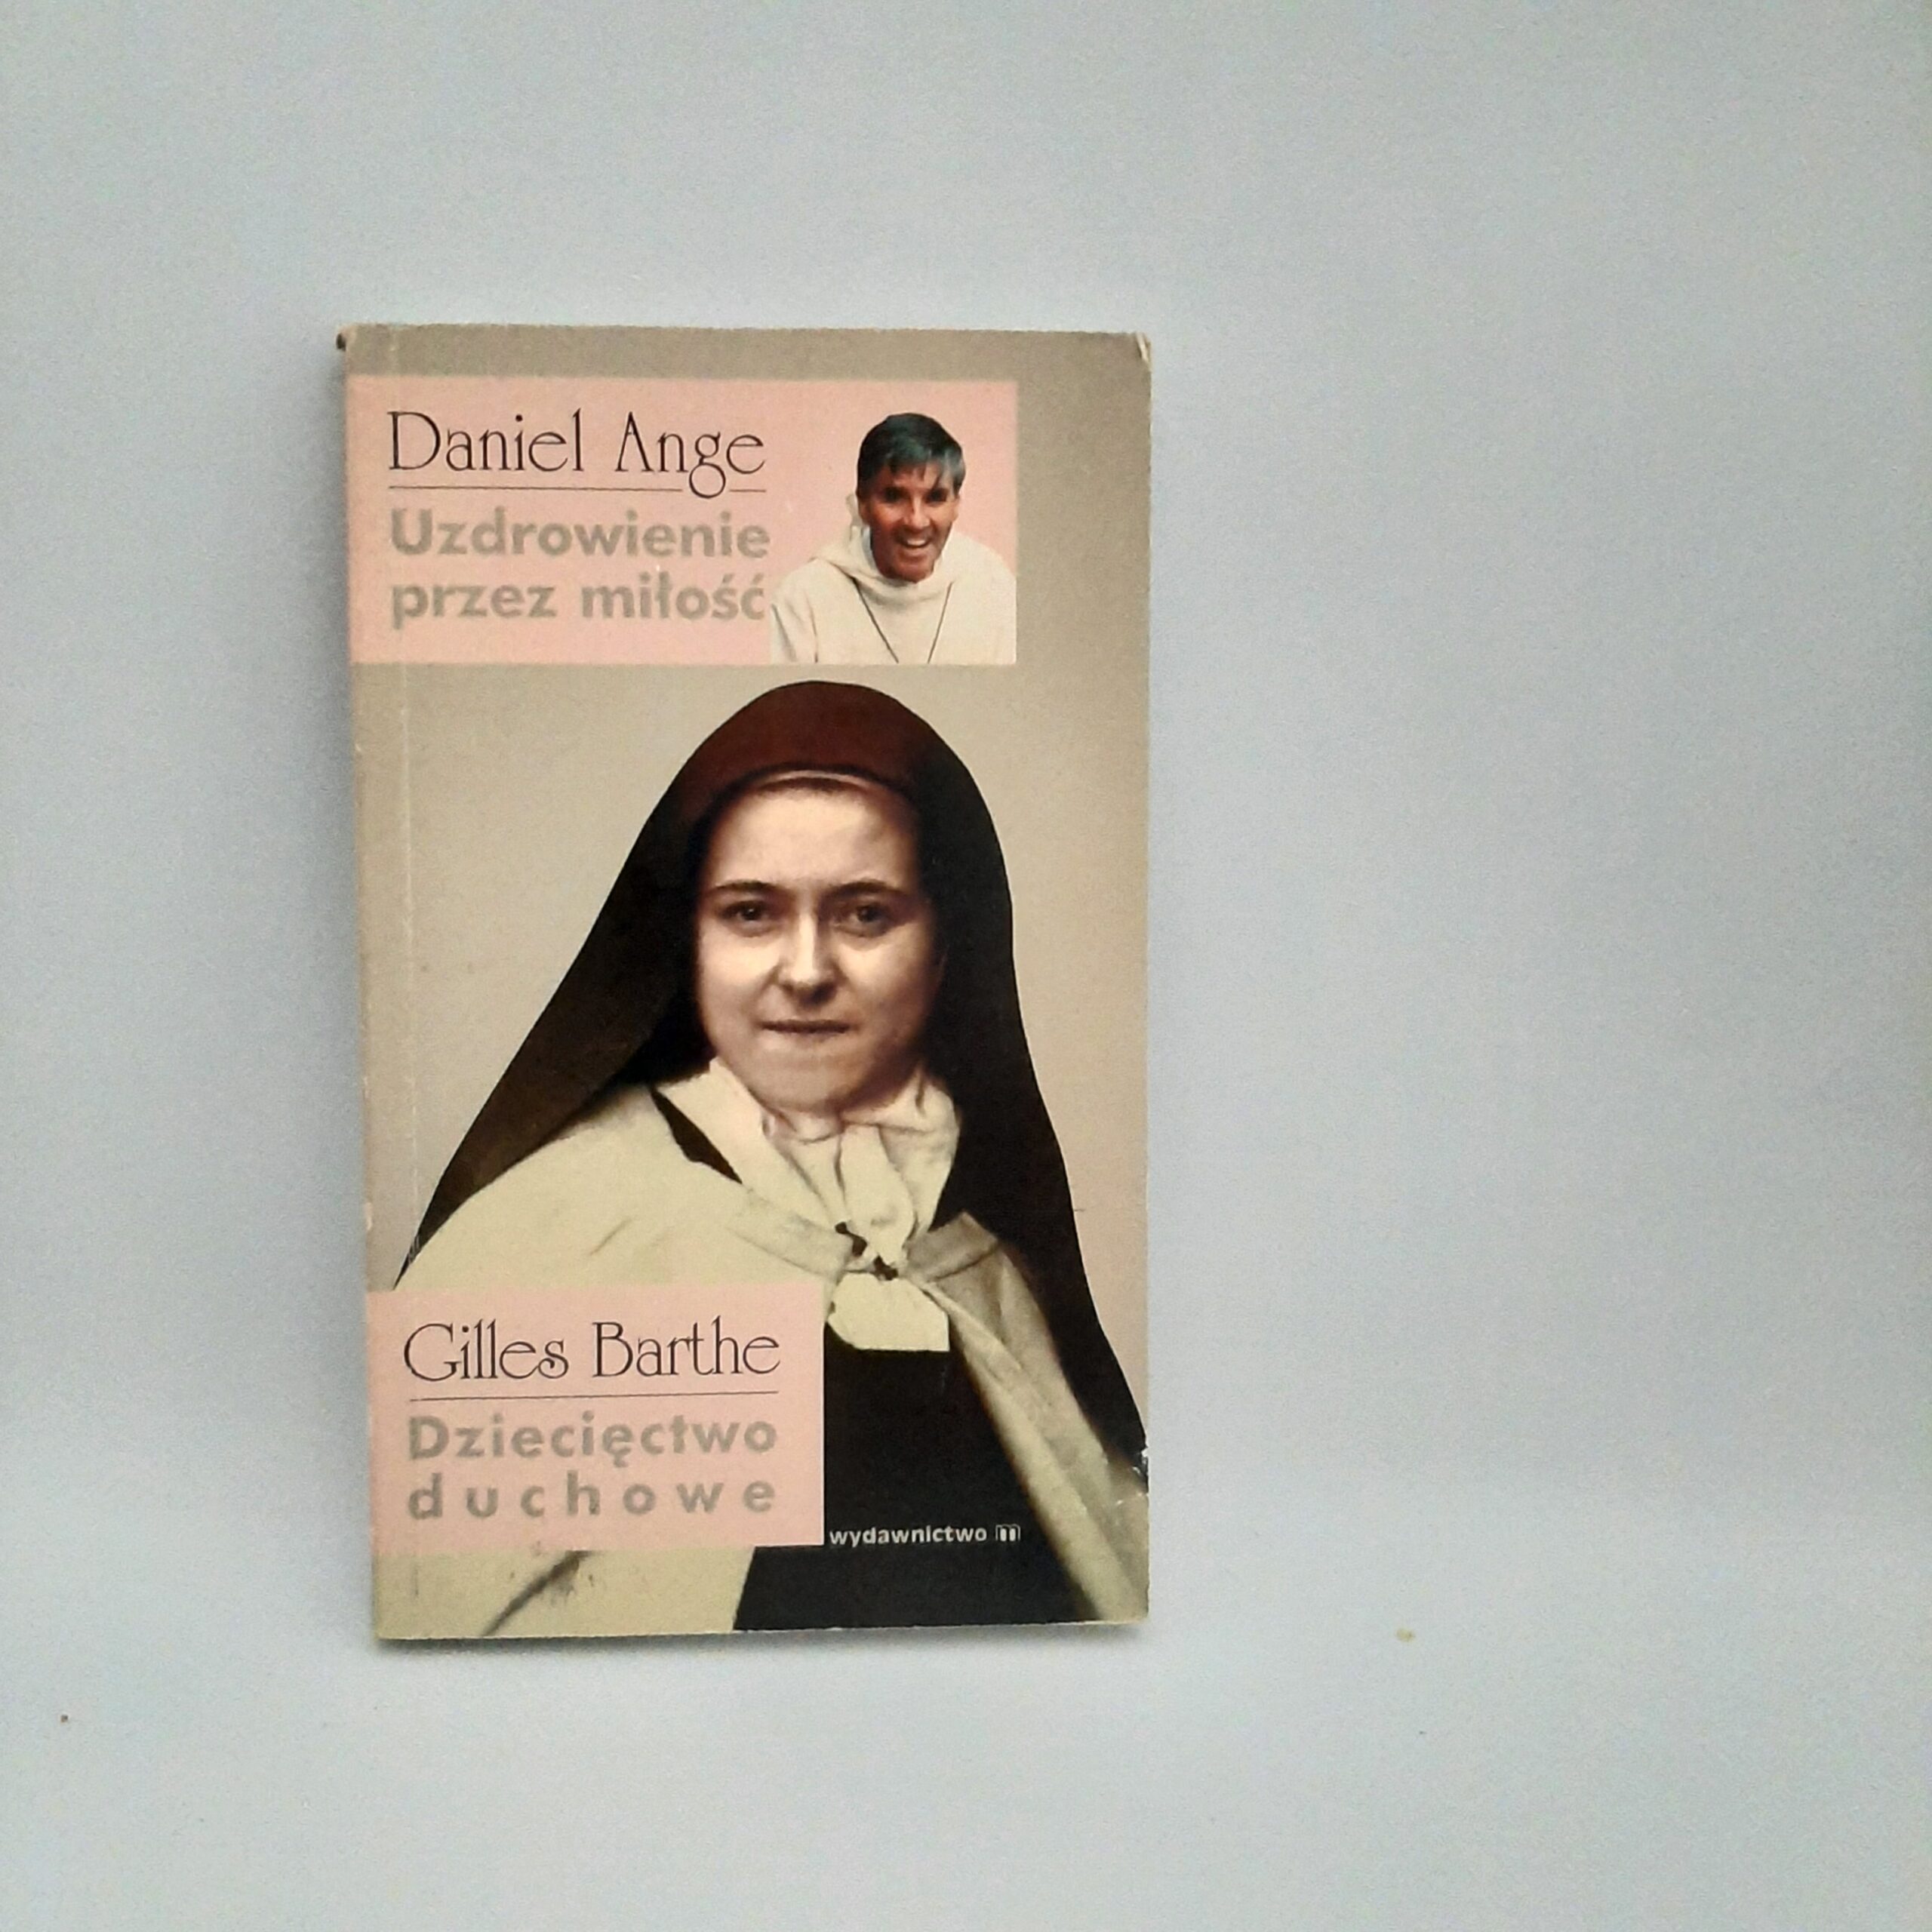 Daniel Ange
Uzdrowienie
przez miłość
Gilles Barthe
Dziecięctwo
duchowe
wydawnictwo m